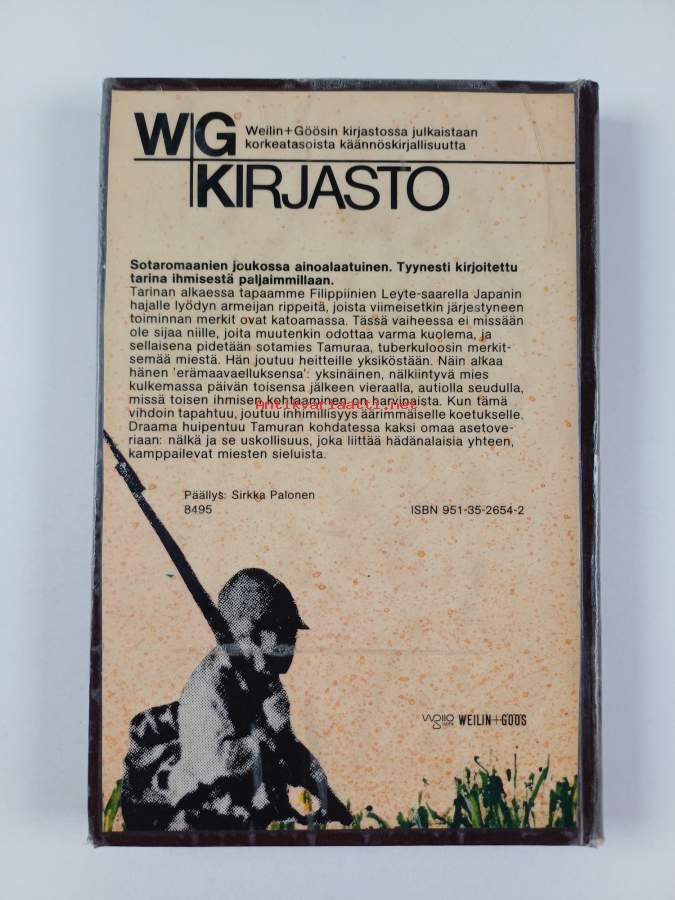 WG
Weilin+Göösin kirjastossa julkaistaan
korkeatasoista käännöskirjallisuutta
KIRJASTO
Sotaromaanien joukossa ainoalaatuinen. Tyynesti kirjoitettu
tarina ihmisestä paljaimmillaan.
Tarinan alkaessa tapaamme Filippiinien Leyte-saarella Japanin
hajalle lyödyn armeijan rippeitä, joista viimeisetkin järjestyneen
toiminnan merkit ovat katoamassa. Tässä vaiheessa ei missään
ole sijaa niille, joita muutenkin odottaa varma kuolema, ja
sellaisena pidetään sotamies Tamuraa, tuberkuloosin merkit-
semää miestä. Hän joutuu heitteille yksiköstään. Näin alkaa
hänen 'erämaavaelluksensa': yksinäinen, nälkiintyvä mies
kulkemassa päivän toisensa jälkeen vieraalla, autiolla seudulla,
missä toisen ihmisen kohtaaminen on harvinaista. Kun tämä
Antikvariaatti.net
vihdoin tapahtuu, joutuu inhimillisyys äärimmäiselle koetukselle.
Draama huipentuu Tamuran kohdatessa kaksi omaa asetove-
riaan: nälkä ja se uskollisuus, joka liittää hädänalaisia yhteen,
kamppailevat miesten sieluista.
Päällys: Sirkka Palonen
8495
ISBN 951-35-2654-2
WEILIN+GÖÖS